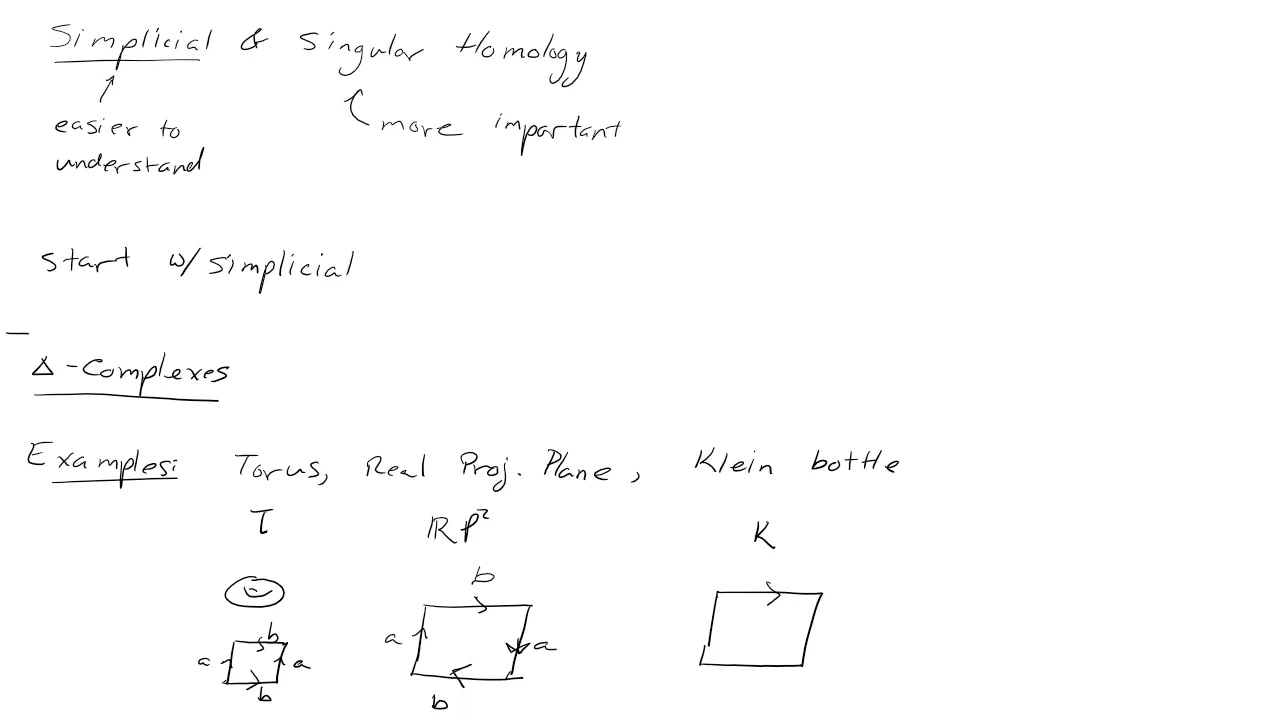 Simplicial & Singular Homology
more important
easier to
understand
start w/ simplicial
Δ-Complexes
Examples: Torus, Real Proj. Plane, Klein bottle
T
ℝP²
K
b
a
a
b
b
a
a
b